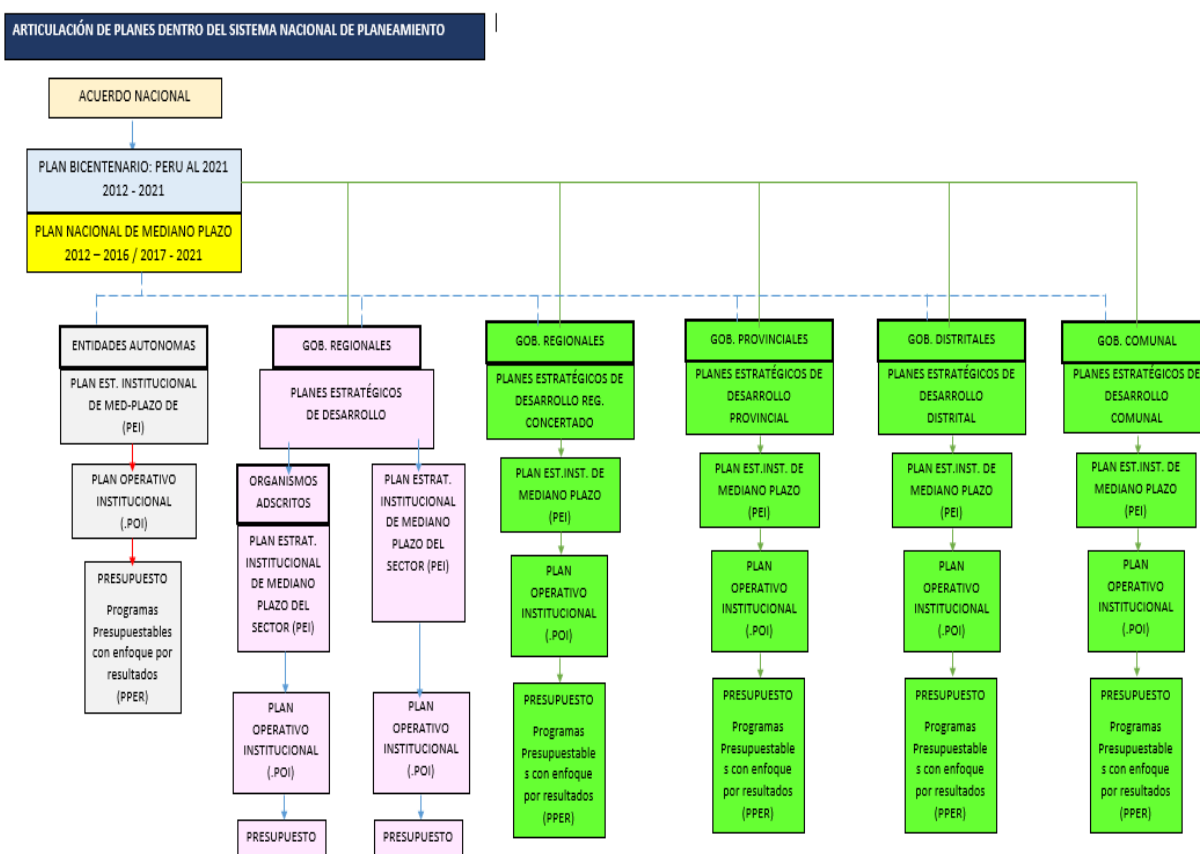 ARTICULACIÓN DE PLANES DENTRO DEL SISTEMA NACIONAL DE PLANEAMIENTO
ACUERDO NACIONAL
PLAN BICENTENARIO: PERU AL 2021
2012 - 2021
PLAN NACIONAL DE MEDIANO PLAZO
2012 – 2016 / 2017 - 2021
ENTIDADES AUTONOMAS
PLAN EST. INSTITUCIONAL
DE MED-PLAZO DE
(PEI)
PLAN OPERATIVO
INSTITUCIONAL
(.POI)
PRESUPUESTO
Programas
Presupuestables
con enfoque por
resultados
(PPER)
GOB. REGIONALES
PLANES ESTRATÉGICOS
DE DESARROLLO
ORGANISMOS
ADSCRITOS
PLAN ESTRAT.
INSTITUCIONAL
DE MEDIANO
PLAZO DEL
SECTOR (PEI)
PLAN
OPERATIVO
INSTITUCIONAL
(.POI)
PRESUPUESTO
PLAN ESTRAT.
INSTITUCIONAL
DE MEDIANO
PLAZO DEL
SECTOR (PEI)
PLAN
OPERATIVO
INSTITUCIONAL
(.POI)
PRESUPUESTO
GOB. REGIONALES
PLANES ESTRATÉGICOS DE
DESARROLLO REG.
CONCERTADO
PLAN EST.INST. DE
MEDIANO PLAZO
(PEI)
PLAN
OPERATIVO
INSTITUCIONAL
(.POI)
PRESUPUESTO
Programas
Presupuestable
s con enfoque
por resultados
(PPER)
GOB. PROVINCIALES
PLANES ESTRATÉGICOS DE
DESARROLLO
PROVINCIAL
PLAN EST.INST. DE
MEDIANO PLAZO
(PEI)
PLAN
OPERATIVO
INSTITUCIONAL
(.POI)
PRESUPUESTO
Programas
Presupuestable
s con enfoque
por resultados
(PPER)
GOB. DISTRITALES
PLANES ESTRATÉGICOS DE
DESARROLLO
DISTRITAL
PLAN EST.INST. DE
MEDIANO PLAZO
(PEI)
PLAN
OPERATIVO
INSTITUCIONAL
(.POI)
PRESUPUESTO
Programas
Presupuestable
s con enfoque
por resultados
(PPER)
GOB. COMUNAL
PLANES ESTRATÉGICOS DE
DESARROLLO
COMUNAL
PLAN EST.INST. DE
MEDIANO PLAZO
(PEI)
PLAN
OPERATIVO
INSTITUCIONAL
(.POI)
PRESUPUESTO
Programas
Presupuestable
s con enfoque
por resultados
(PPER)